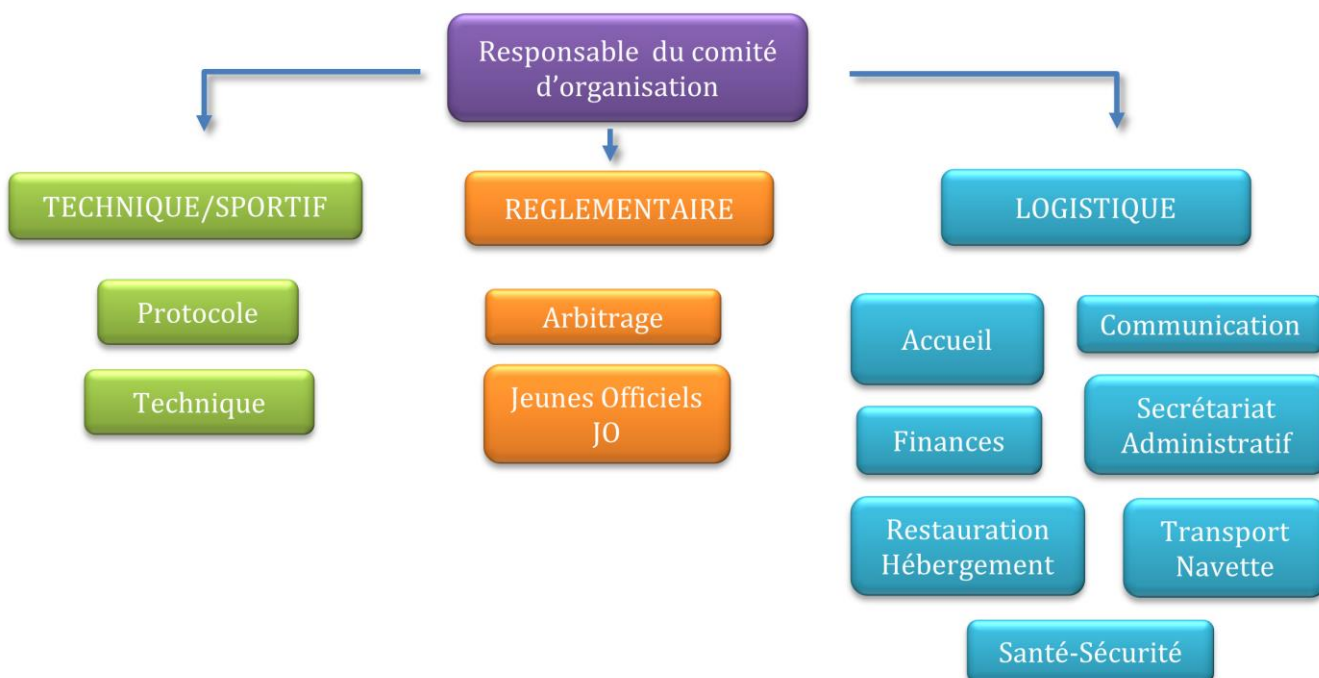 Responsable du comité
d'organisation
TECHNIQUE/SPORTIF
REGLEMENTAIRE
LOGISTIQUE
Protocole
Technique
Arbitrage
Jeunes Officiels
JO
Accueil
Communication
Finances
Secrétariat
Administratif
Restauration
Hébergement
Transport
Navette
Santé-Sécurité